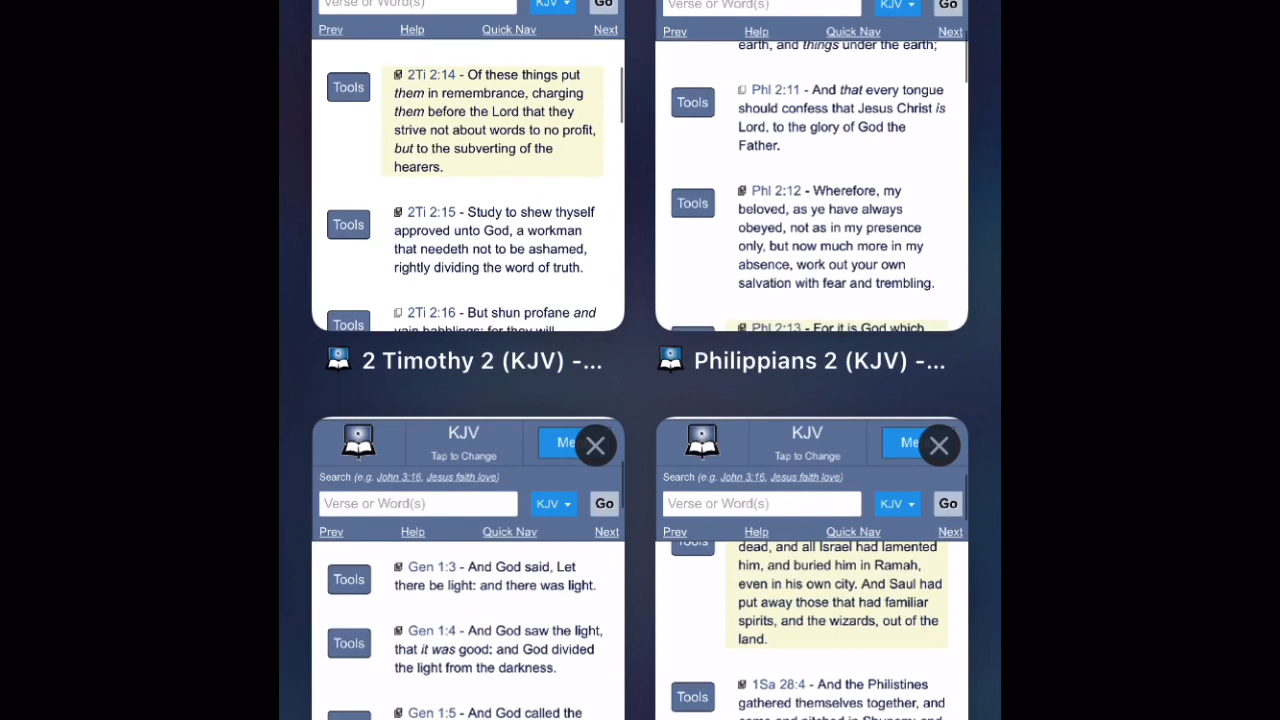 Verse or Word(s) KJV Go
Prev Help Quick Nav Next
Tools
2Ti 2:14 - Of these things put
them in remembrance, charging
them before the Lord that they
strive not about words to no profit,
but to the subverting of the
hearers.
Tools
2Ti 2:15 - Study to shew thyself
approved unto God, a workman
that needeth not to be ashamed,
rightly dividing the word of truth.
Tools
2Ti 2:16 - But shun profane and
vain babblings: for they will
2 Timothy 2 (KJV) -...
Verse or Word(s) KJV Go
Prev Help Quick Nav Next
earth, and things under the earth;
Tools
Phl 2:11 - And that every tongue
should confess that Jesus Christ is
Lord, to the glory of God the
Father.
Tools
Phl 2:12 - Wherefore, my
beloved, as ye have always
obeyed, not as in my presence
only, but now much more in my
absence, work out your own
salvation with fear and trembling.
Phl 2:13 - For it is God which
Philippians 2 (KJV) -...
KJV
Tap to Change
Me
Search (e.g. John 3:16, Jesus faith love)
Verse or Word(s) KJV Go
Prev Help Quick Nav Next
Tools
Gen 1:3 - And God said, Let
there be light: and there was light.
Tools
Gen 1:4 - And God saw the light,
that it was good: and God divided
the light from the darkness.
Gen 1:5 - And God called the
KJV
Tap to Change
Me
Search (e.g. John 3:16, Jesus faith love)
Verse or Word(s) KJV Go
Prev Help Quick Nav Next
Tools
dead, and all Israel had lamented
him, and buried him in Ramah,
even in his own city. And Saul had
put away those that had familiar
spirits, and the wizards, out of the
land.
Tools
1Sa 28:4 - And the Philistines
gathered themselves together, and
came and pitched in Shunem: and